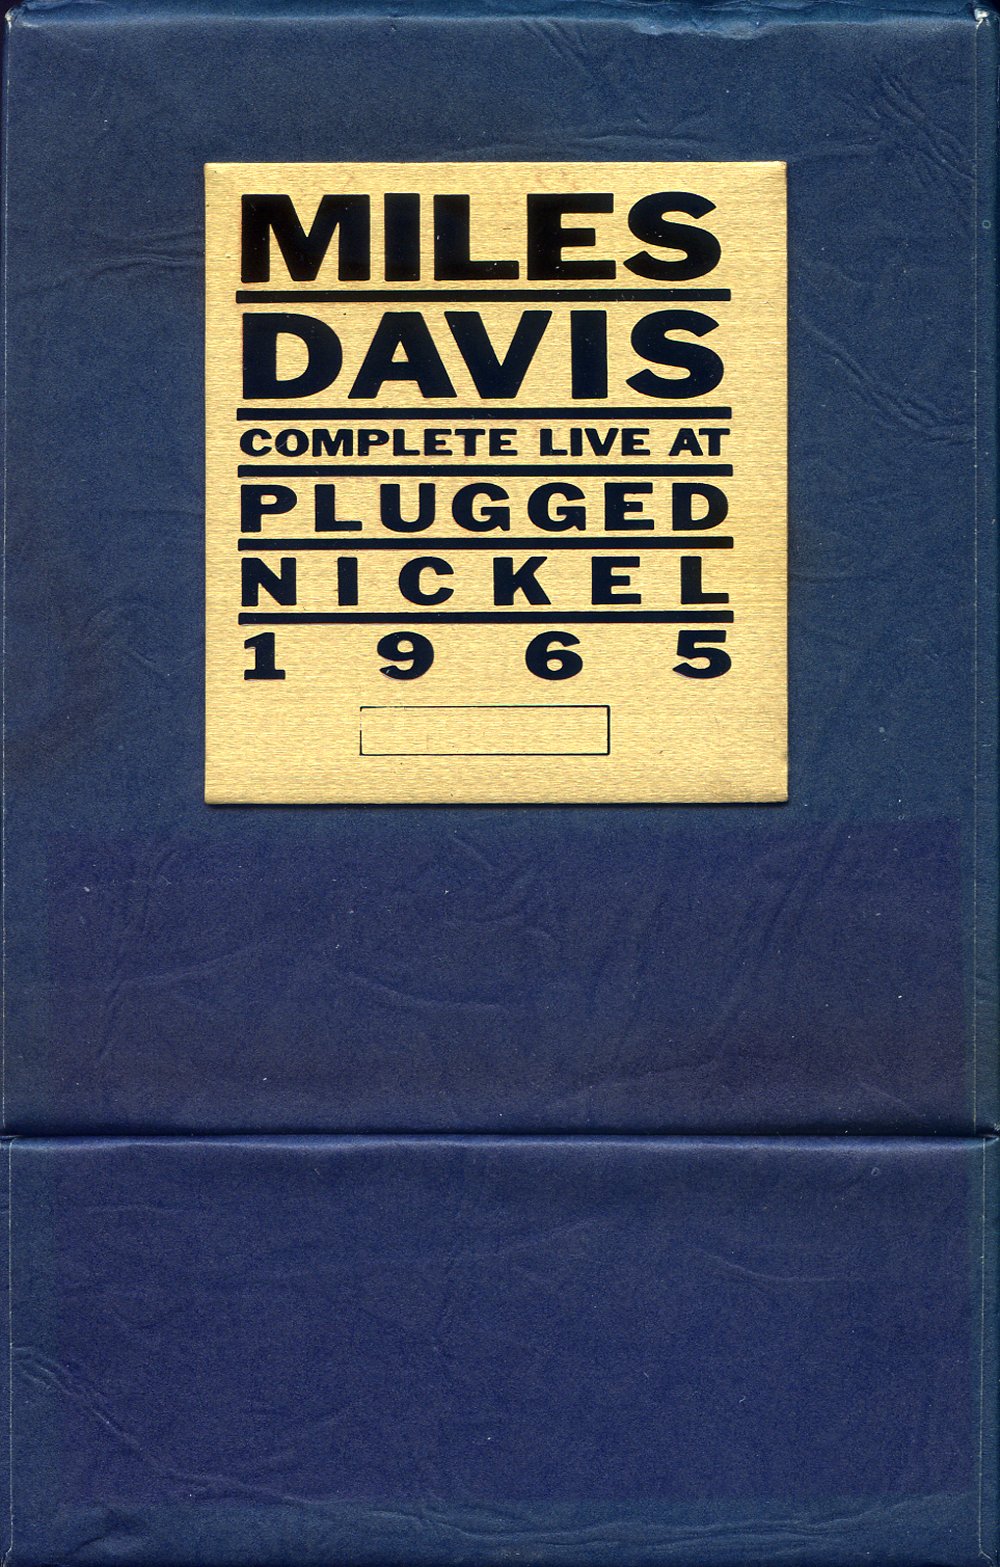 MILES
DAVIS
COMPLETE LIVE AT
PLUGGED
NICKEL
1965